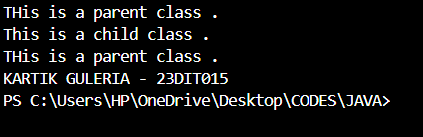 THis is a parent class .
This is a child class .
THis is a parent class .
KARTIK GULERIA - 23DIT015
PS C:\Users\HP\OneDrive\Desktop\CODES\JAVA>